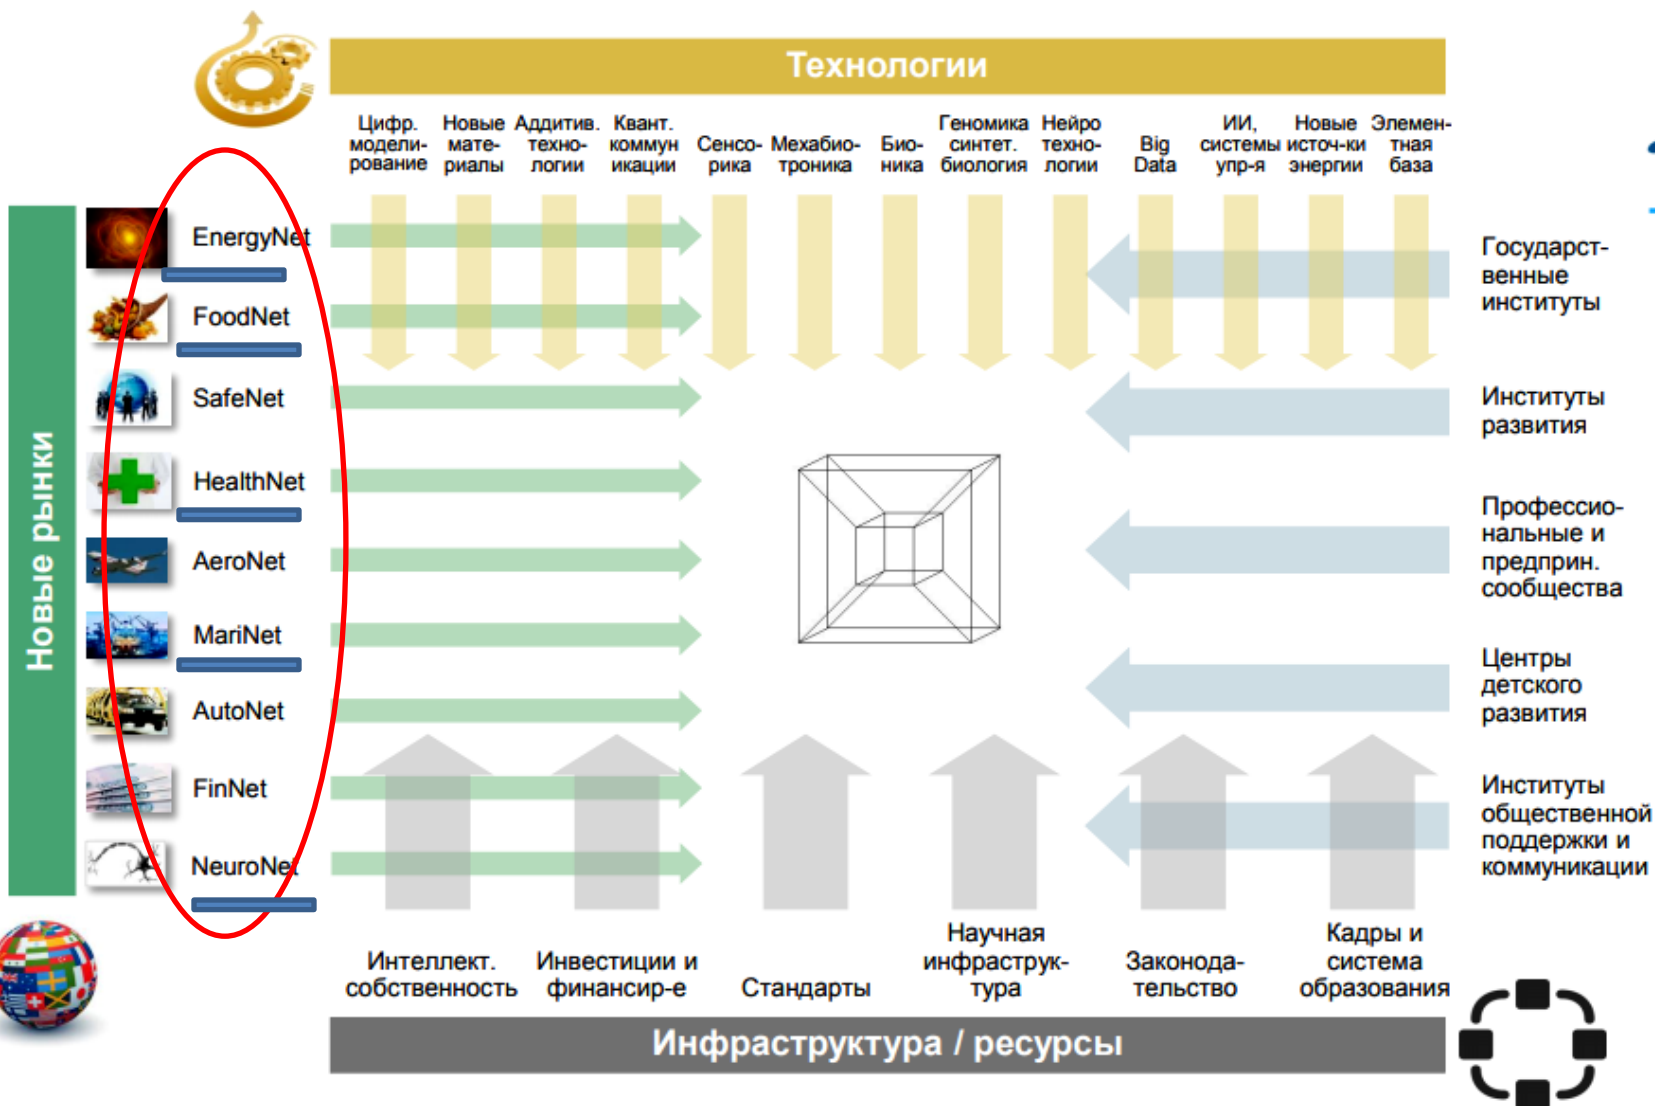 Технологии
Цифр.
модели-
рование
Новые
мате-
риалы
Аддитив.
техно-
логии
Квант.
коммун
икации
Сенсо-
рика
Мехабио-
троника
Био-
ника
Геномика
синтет.
биология
Нейро
техно-
логии
Big
Data
ИИ,
системы
упр-я
Новые
источ-ки
энергии
Элемен-
тная
база
Новые рынки
EnergyNet
FoodNet
SafeNet
HealthNet
AeroNet
MariNet
AutoNet
FinNet
NeuroNet
Государст-
венные
институты
Институты
развития
Профессио-
нальные и
предприн.
сообщества
Центры
детского
развития
Институты
общественной
поддержки и
коммуникации
Интеллект.
собственность
Инвестиции и
финансир-е
Стандарты
Научная
инфраструк-
тура
Законода-
тельство
Кадры и
система
образования
Инфраструктура / ресурсы